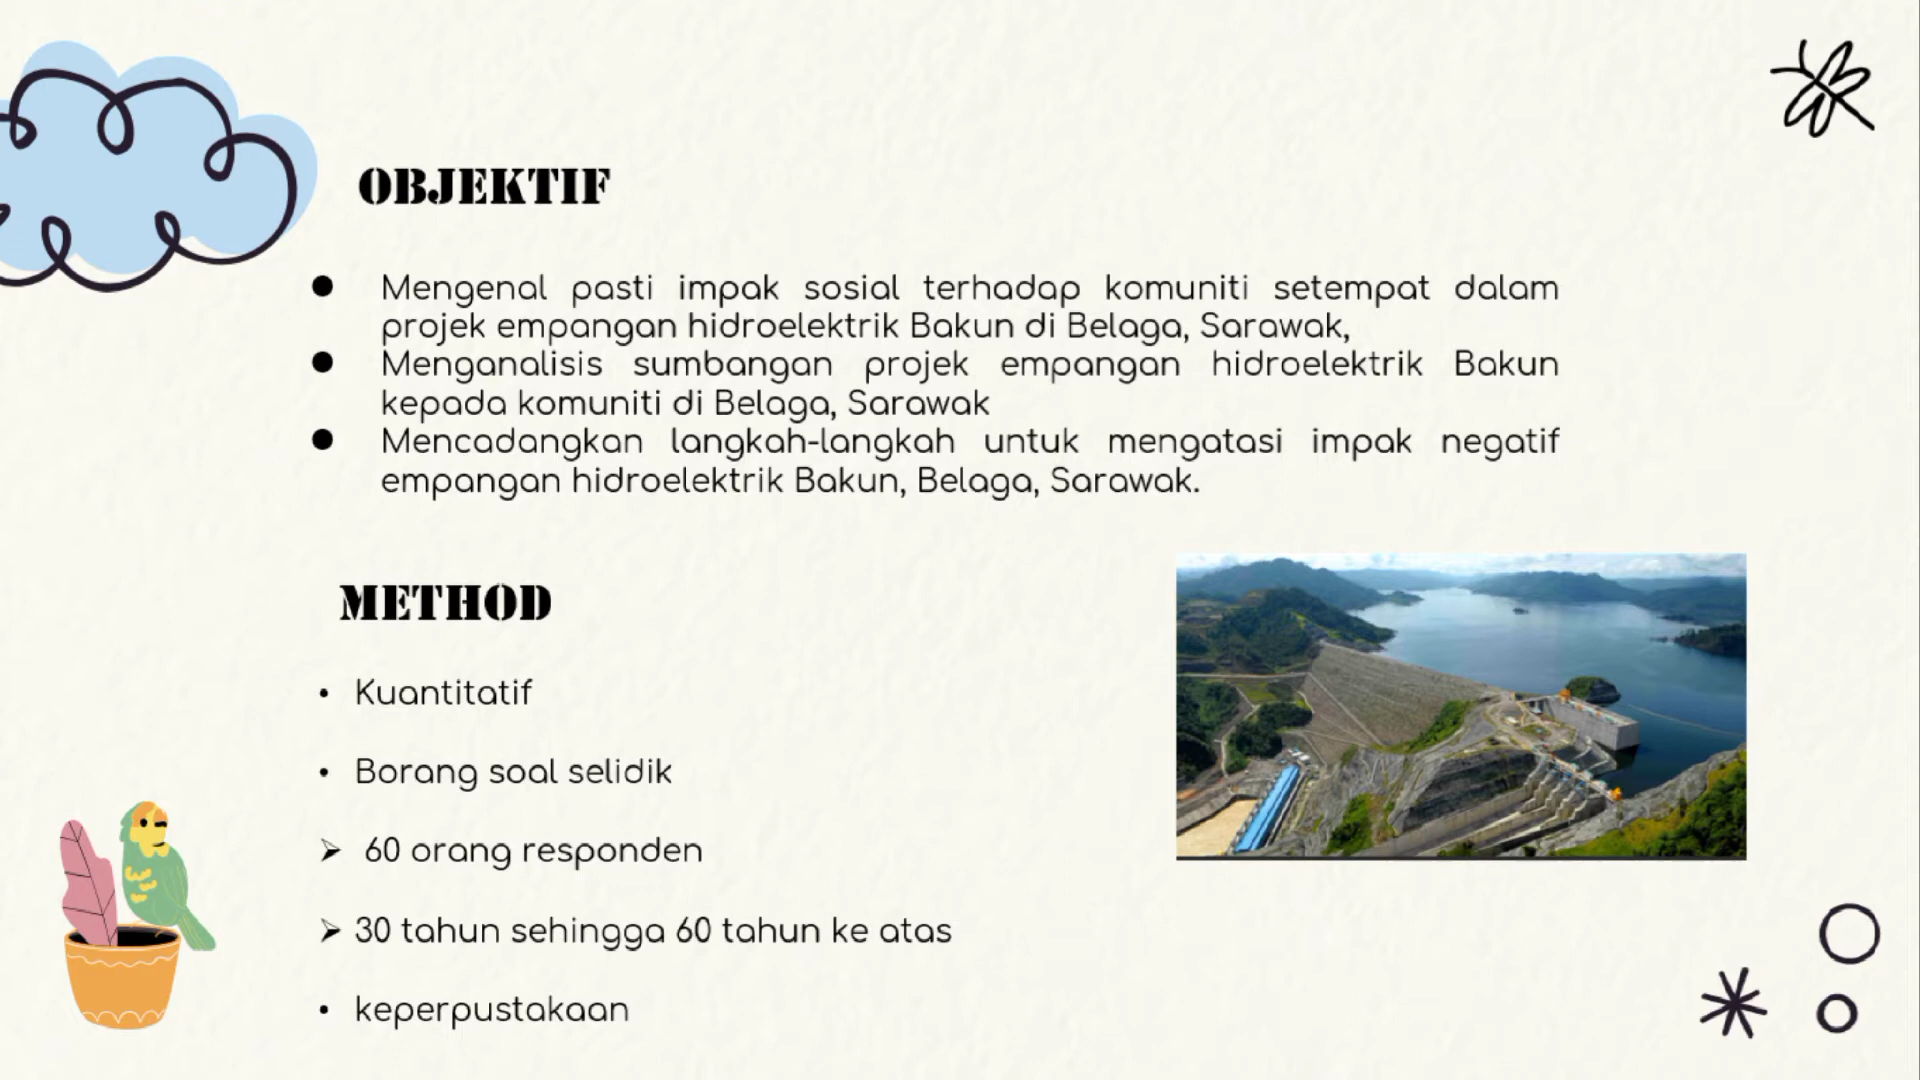 OBJEKTIF
● Mengenal pasti impak sosial terhadap komuniti setempat dalam
projek empangan hidroelektrik Bakun di Belaga, Sarawak,
● Menganalisis sumbangan projek empangan hidroelektrik Bakun
kepada komuniti di Belaga, Sarawak
● Mencadangkan langkah-langkah untuk mengatasi impak negatif
empangan hidroelektrik Bakun, Belaga, Sarawak.
METHOD
• Kuantitatif
• Borang soal selidik
➢ 60 orang responden
➢ 30 tahun sehingga 60 tahun ke atas
• keperpustakaan